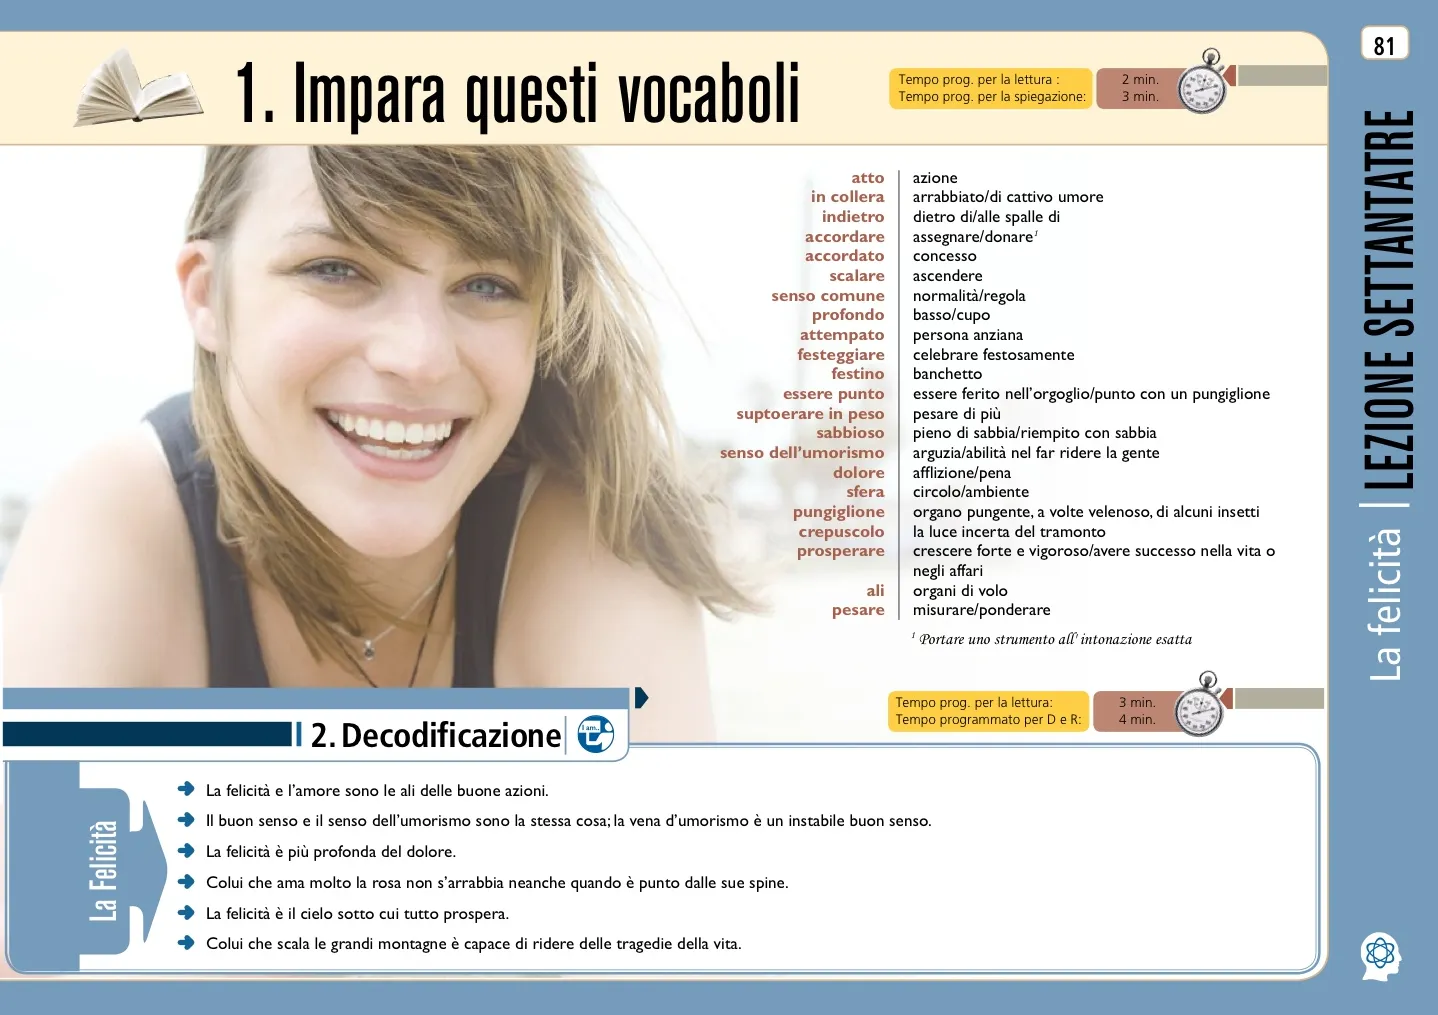 81
1. Impara questi vocaboli
Tempo prog. per la lettura : 2 min.
Tempo prog. per la spiegazione: 3 min.
atto azione
in collera arrabbiato/di cattivo umore
indietro dietro di/alle spalle di
accordare assegnare/donare¹
accordato concesso
scalare ascendere
senso comune normalità/regola
profondo basso/cupo
attempato persona anziana
festeggiare celebrare festosamente
festino banchetto
essere punto essere ferito nell'orgoglio/punto con un pungiglione
suptoerare in peso pesare di più
sabbioso pieno di sabbia/riempito con sabbia
senso dell'umorismo arguzia/abilità nel far ridere la gente
dolore afflizione/pena
sfera circolo/ambiente
pungiglione organo pungente, a volte velenoso, di alcuni insetti
crepuscolo la luce incerta del tramonto
prosperare crescere forte e vigoroso/avere successo nella vita o
negli affari
ali organi di volo
pesare misurare/ponderare
¹ Portare uno strumento all' intonazione esatta
La felicità | LEZIONE SETTANTATRE
Tempo prog. per la lettura: 3 min.
Tempo programmato per D e R: 4 min.
2. Decodificazione
I am..
La Felicità
La felicità e l'amore sono le ali delle buone azioni.
Il buon senso e il senso dell'umorismo sono la stessa cosa; la vena d'umorismo è un instabile buon senso.
La felicità è più profonda del dolore.
Colui che ama molto la rosa non s'arrabbia neanche quando è punto dalle sue spine.
La felicità è il cielo sotto cui tutto prospera.
Colui che scala le grandi montagne è capace di ridere delle tragedie della vita.